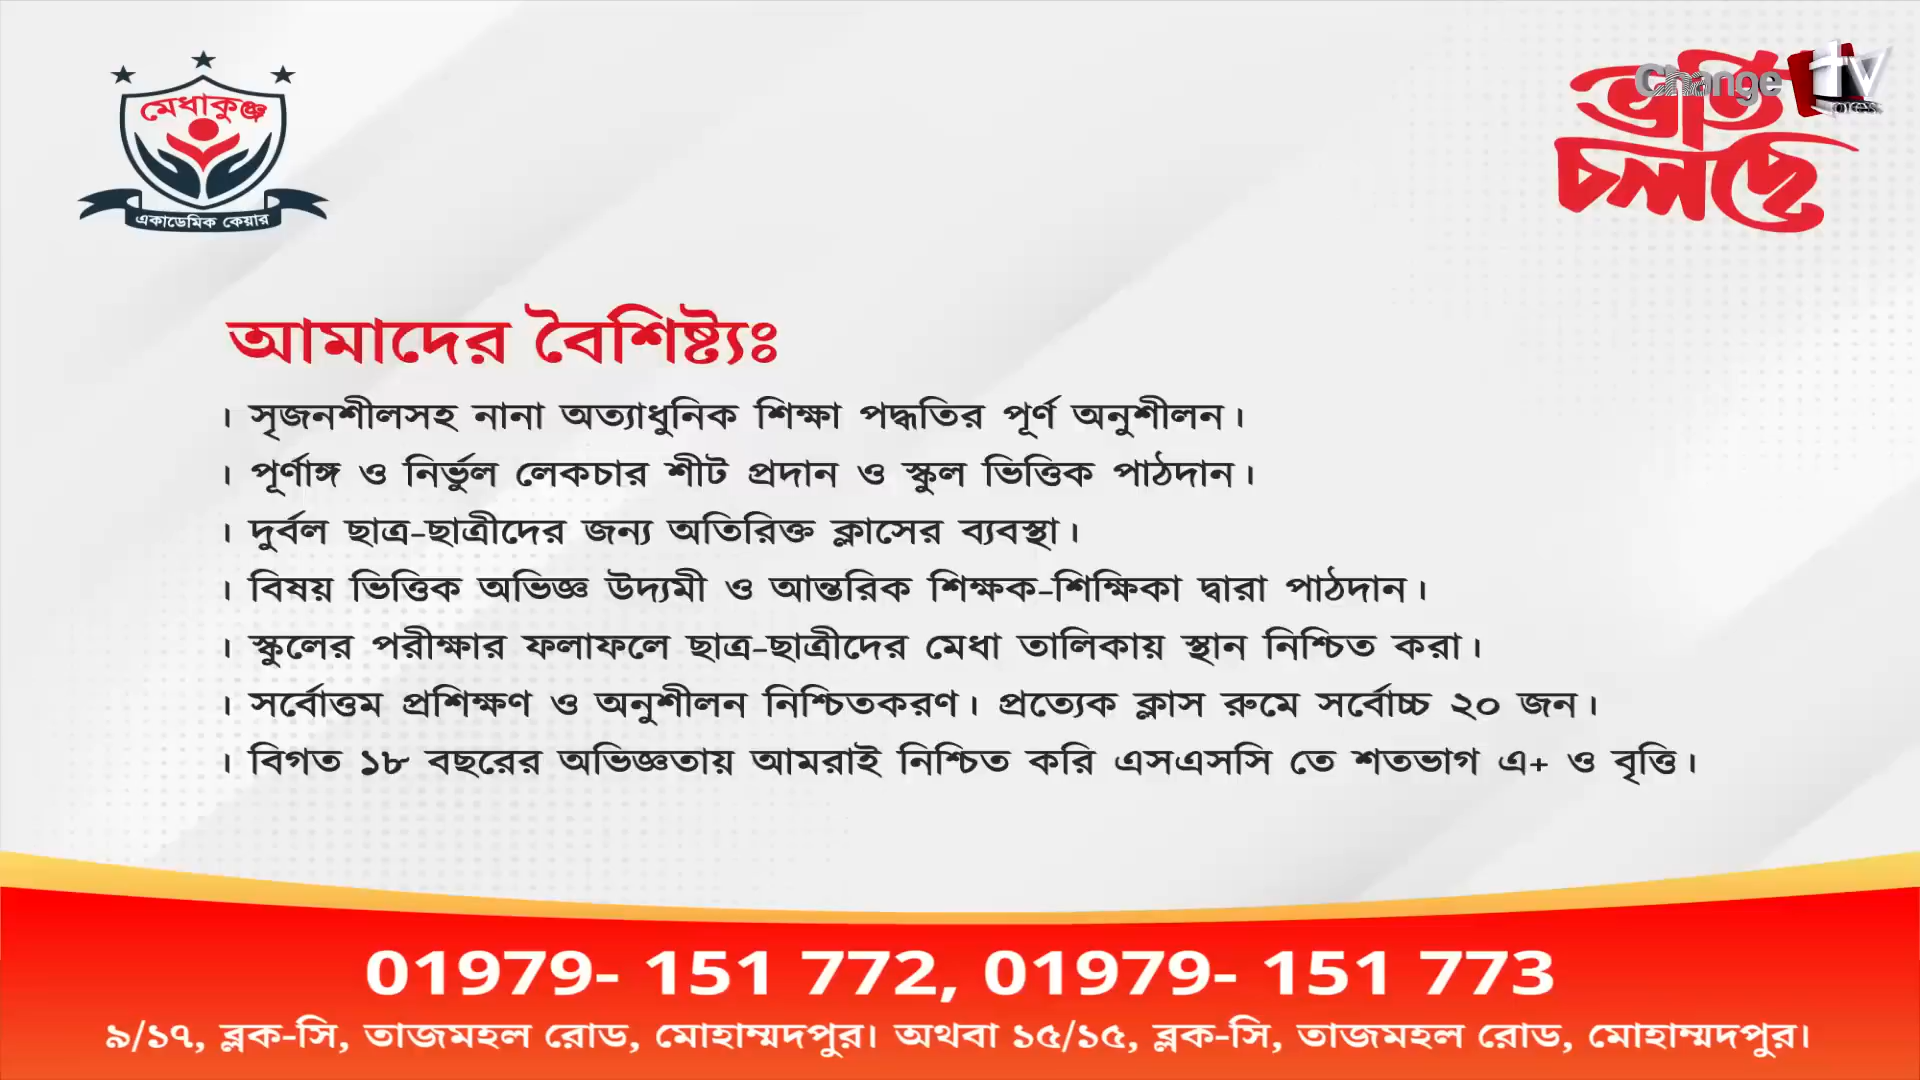 মেধাকুঞ্জ
একাডেমিক কেয়ার
Change tv
press
ভর্তি
চলছে
আমাদের বৈশিষ্ট্যঃ
। সৃজনশীলসহ নানা অত্যাধুনিক শিক্ষা পদ্ধতির পূর্ণ অনুশীলন।
। পূর্ণাঙ্গ ও নির্ভুল লেকচার শীট প্রদান ও স্কুল ভিত্তিক পাঠদান।
। দুর্বল ছাত্র-ছাত্রীদের জন্য অতিরিক্ত ক্লাসের ব্যবস্থা।
। বিষয় ভিত্তিক অভিজ্ঞ উদ্যমী ও আন্তরিক শিক্ষক-শিক্ষিকা দ্বারা পাঠদান।
। স্কুলের পরীক্ষার ফলাফলে ছাত্র-ছাত্রীদের মেধা তালিকায় স্থান নিশ্চিত করা।
। সর্বোত্তম প্রশিক্ষণ ও অনুশীলন নিশ্চিতকরণ। প্রত্যেক ক্লাস রুমে সর্বোচ্চ ২০ জন।
। বিগত ১৮ বছরের অভিজ্ঞতায় আমরাই নিশ্চিত করি এসএসসি তে শতভাগ এ+ ও বৃত্তি।
01979- 151 772, 01979- 151 773
৯/১৭, ব্লক-সি, তাজমহল রোড, মোহাম্মদপুর। অথবা ১৫/১৫, ব্লক-সি, তাজমহল রোড, মোহাম্মদপুর।